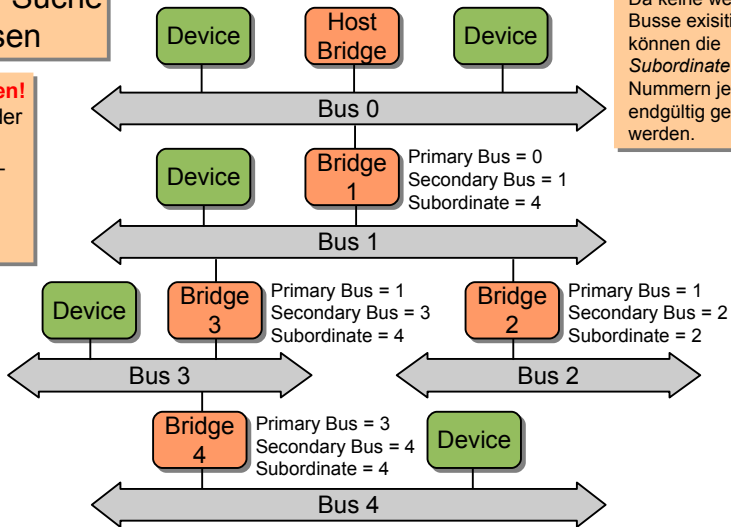 Suche
sen
en!
der
-
Da keine we
Busse exisiti
können die
Subordinate
Nummern je
endgültig ge
werden.
Device
Host
Bridge
Device
Bus 0
Device
Bridge
1
Primary Bus = 0
Secondary Bus = 1
Subordinate = 4
Bus 1
Device
Bridge
3
Primary Bus = 1
Secondary Bus = 3
Subordinate = 4
Bridge
2
Primary Bus = 1
Secondary Bus = 2
Subordinate = 2
Bus 3
Bus 2
Bridge
4
Primary Bus = 3
Secondary Bus = 4
Subordinate = 4
Device
Bus 4